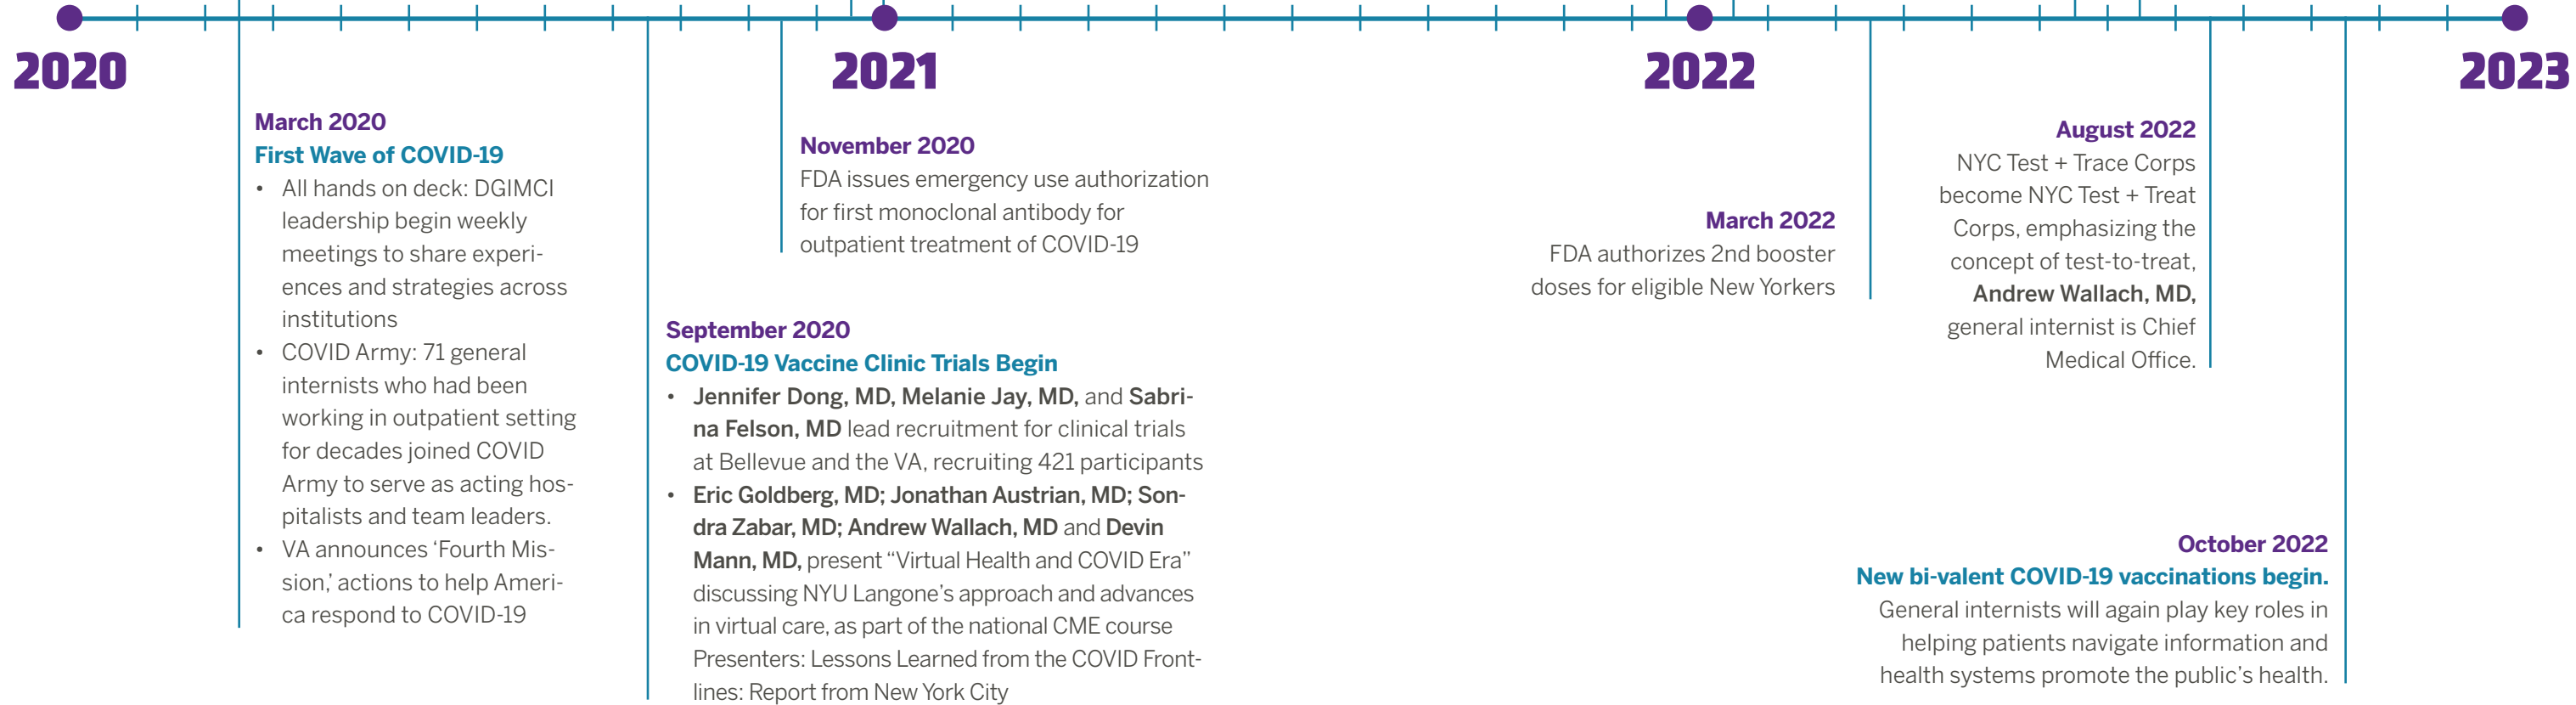 2020
2021
2022
2023
March 2020
First Wave of COVID-19
• All hands on deck: DGIMCI
leadership begin weekly
meetings to share experi-
ences and strategies across
institutions
• COVID Army: 71 general
internists who had been
working in outpatient setting
for decades joined COVID
Army to serve as acting hos-
pitalists and team leaders.
• VA announces ‘Fourth Mis-
sion,’ actions to help Ameri-
ca respond to COVID-19
November 2020
FDA issues emergency use authorization
for first monoclonal antibody for
outpatient treatment of COVID-19
September 2020
COVID-19 Vaccine Clinic Trials Begin
• Jennifer Dong, MD, Melanie Jay, MD, and Sabri-
na Felson, MD lead recruitment for clinical trials
at Bellevue and the VA, recruiting 421 participants
• Eric Goldberg, MD; Jonathan Austrian, MD; Son-
dra Zabar, MD; Andrew Wallach, MD and Devin
Mann, MD, present “Virtual Health and COVID Era”
discussing NYU Langone’s approach and advances
in virtual care, as part of the national CME course
Presenters: Lessons Learned from the COVID Front-
lines: Report from New York City
March 2022
FDA authorizes 2nd booster
doses for eligible New Yorkers
August 2022
NYC Test + Trace Corps
become NYC Test + Treat
Corps, emphasizing the
concept of test-to-treat,
Andrew Wallach, MD,
general internist is Chief
Medical Office.
October 2022
New bi-valent COVID-19 vaccinations begin.
General internists will again play key roles in
helping patients navigate information and
health systems promote the public’s health.